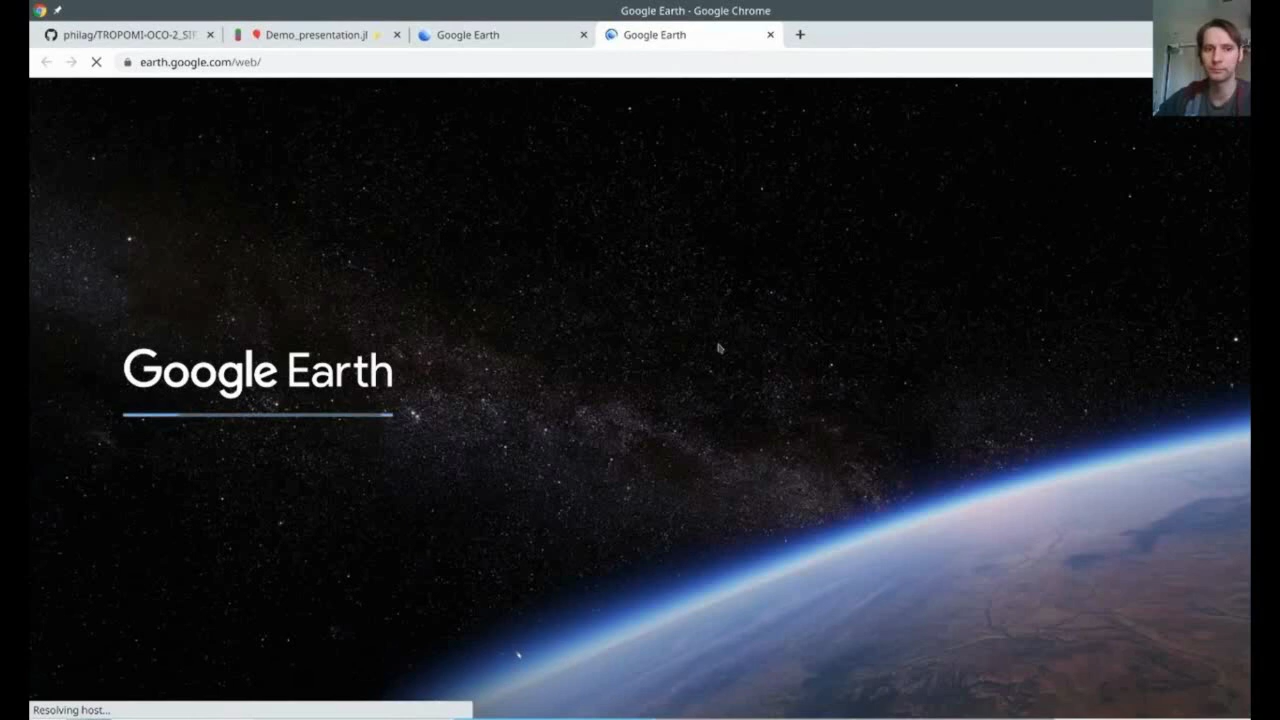 Google Earth - Google Chrome
philag/TROPOMI-OCO-2_SIF
Demo_presentation.jl
Google Earth
Google Earth
earth.google.com/web/
Google Earth
Resolving host...